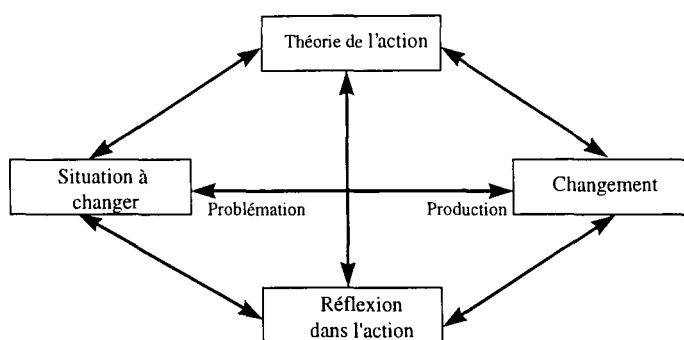 Théorie de l'action
Situation à
changer
Changement
Problémation
Production
Réflexion
dans l'action